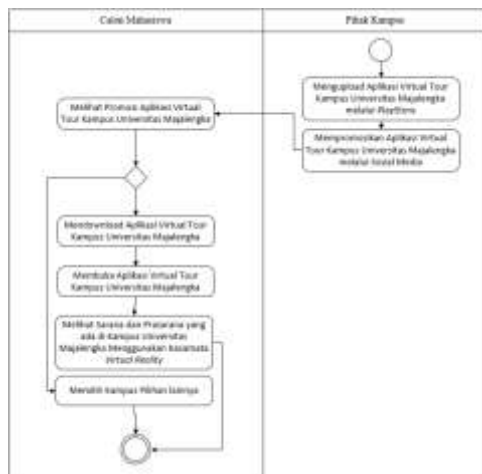 Calon Mahasiswa
Pihak Kampus
Mengupload Aplikasi Virtual Tour
Kampus Universitas Majalengka
melalui PlayStore
Melihat Promosi Aplikasi Virtual
Tour Kampus Universitas Majalengka
Mempromosikan Aplikasi Virtual
Tour Kampus Universitas Majalengka
melalui Sosial Media
Mendownload Aplikasi Virtual Tour
Kampus Universitas Majalengka
Membuka Aplikasi Virtual Tour
Kampus Universitas Majalengka
Melihat Sarana dan Prasarana yang
ada di Kampus Universitas
Majalengka Menggunakan Kacamata
Virtual Reality
Memilih Kampus Pilihan lainnya